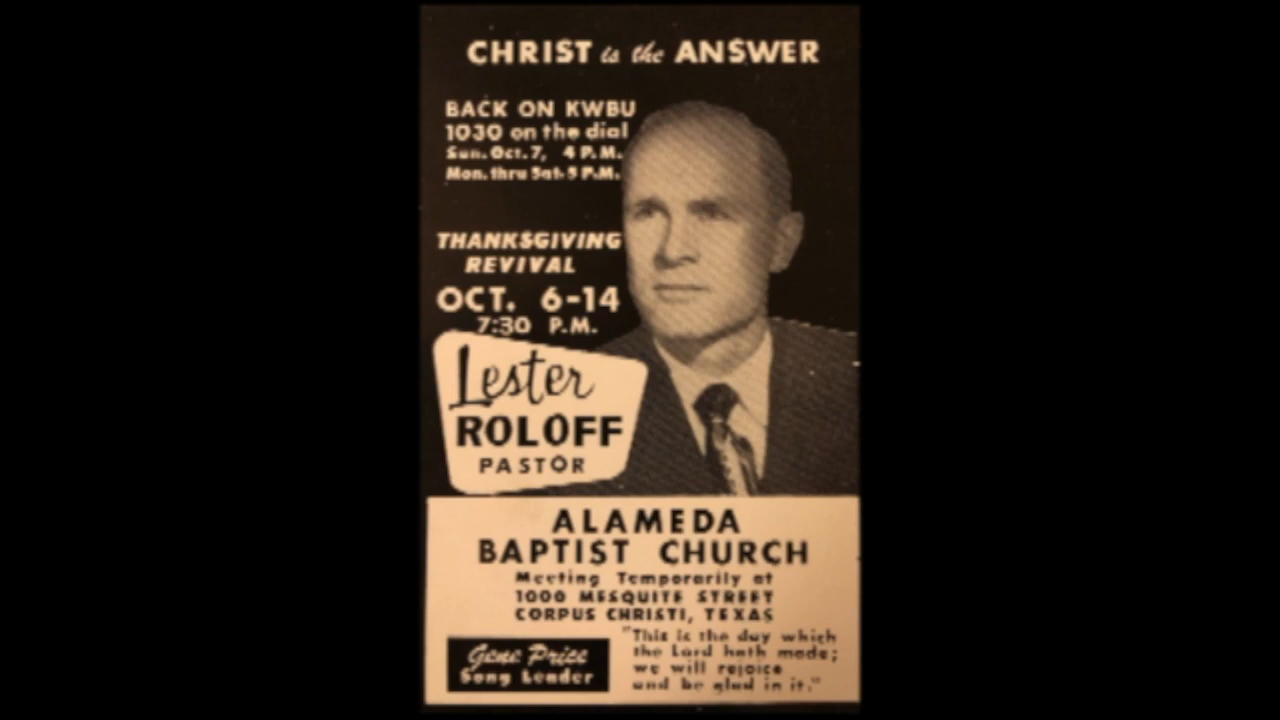 CHRIST is the ANSWER
BACK ON KWBU
1030 on the dial
Sun. Oct. 7, 4 P.M.
Mon. thru Sat. 5 P.M.
THANKSGIVING
REVIVAL
OCT. 6-14
7:30 P.M.
Lester
ROLOFF
PASTOR
ALAMEDA
BAPTIST CHURCH
Meeting Temporarily at
1000 MESQUITE STREET
CORPUS CHRISTI, TEXAS
Gene Price
Song Leader
"This is the day which
the Lord hath made;
we will rejoice
and be glad in it."